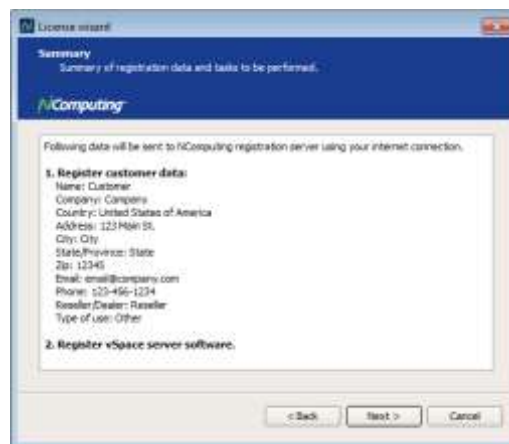 License wizard
Summary
Summary of registration data and tasks to be performed.
NComputing
Following data will be sent to NComputing registration server using your internet connection.
1. Register customer data:
Name: Customer
Company: Company
Country: United States of America
Address: 123 Main St.
City: City
State/Province: State
Zip: 12345
Email: email@company.com
Phone: 123-456-1234
Reseller/Dealer: Reseller
Type of use: Other
2. Register vSpace server software.
< Back
Next >
Cancel